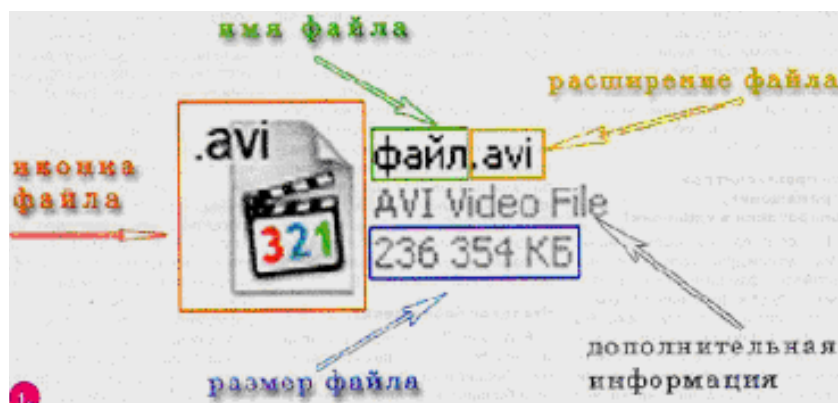 имя файла
расширение файла
.avi
файл.avi
иконка
файла
AVI Video File
236 354 КБ
дополнительная
информация
размер файла
1